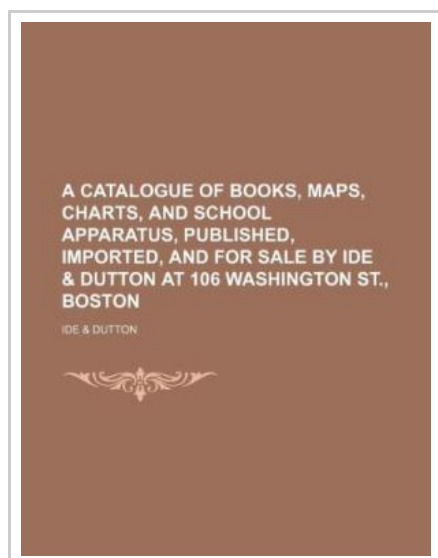 A CATALOGUE OF BOOKS, MAPS,
CHARTS, AND SCHOOL
APPARATUS, PUBLISHED,
IMPORTED, AND FOR SALE BY IDE
& DUTTON AT 106 WASHINGTON ST.,
BOSTON
IDE & DUTTON